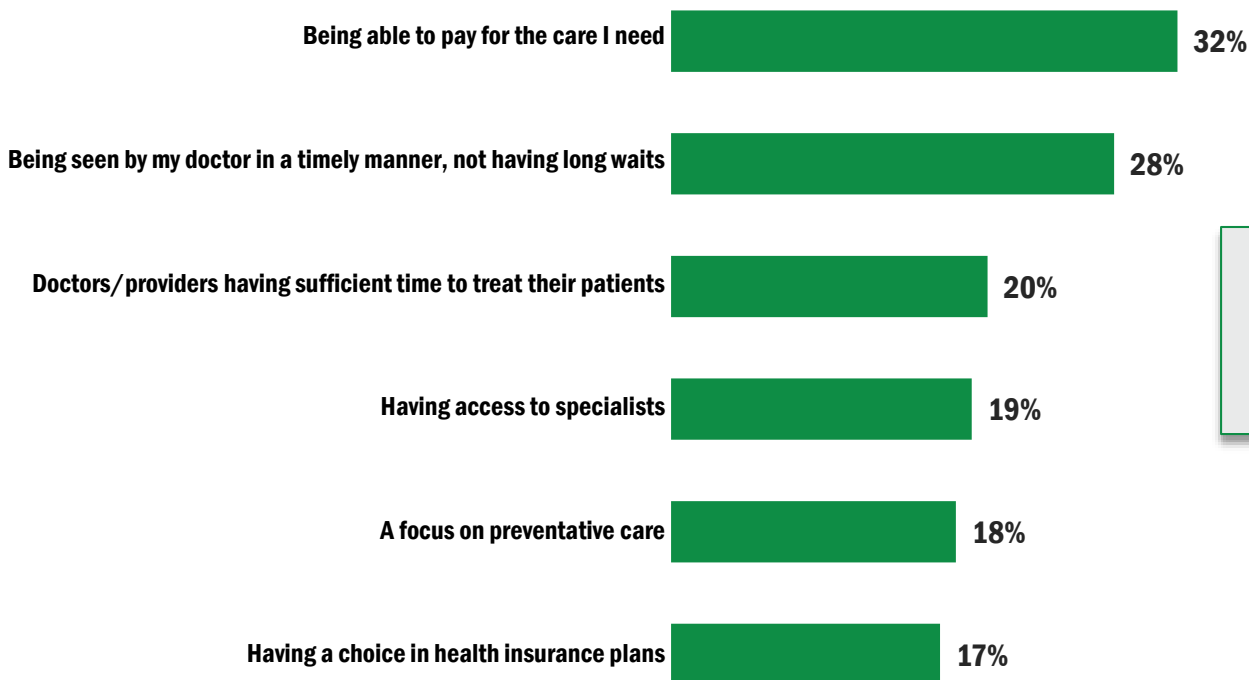 Being able to pay for the care I need 32%
Being seen by my doctor in a timely manner, not having long waits 28%
Doctors/providers having sufficient time to treat their patients 20%
Having access to specialists 19%
A focus on preventative care 18%
Having a choice in health insurance plans 17%